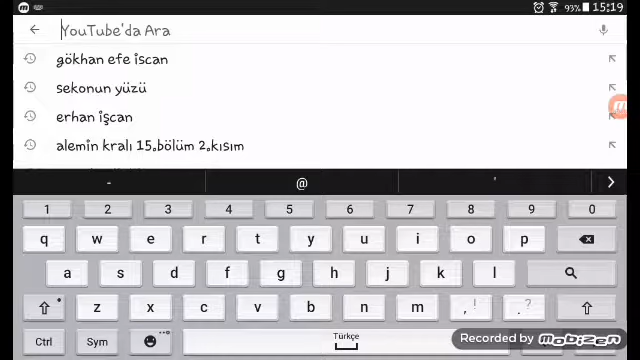 93% 15:19
YouTube'da Ara
gökhan efe iscan
sekonun yüzü
erhan işcan
alemin kralı 15.bölüm 2.kısım
- @ '
1 2 3 4 5 6 7 8 9 0
q w e r t y u i o p
a s d f g h j k l
z x c v b n m , ! . ?
Ctrl Sym Türkçe
Recorded by mobizen